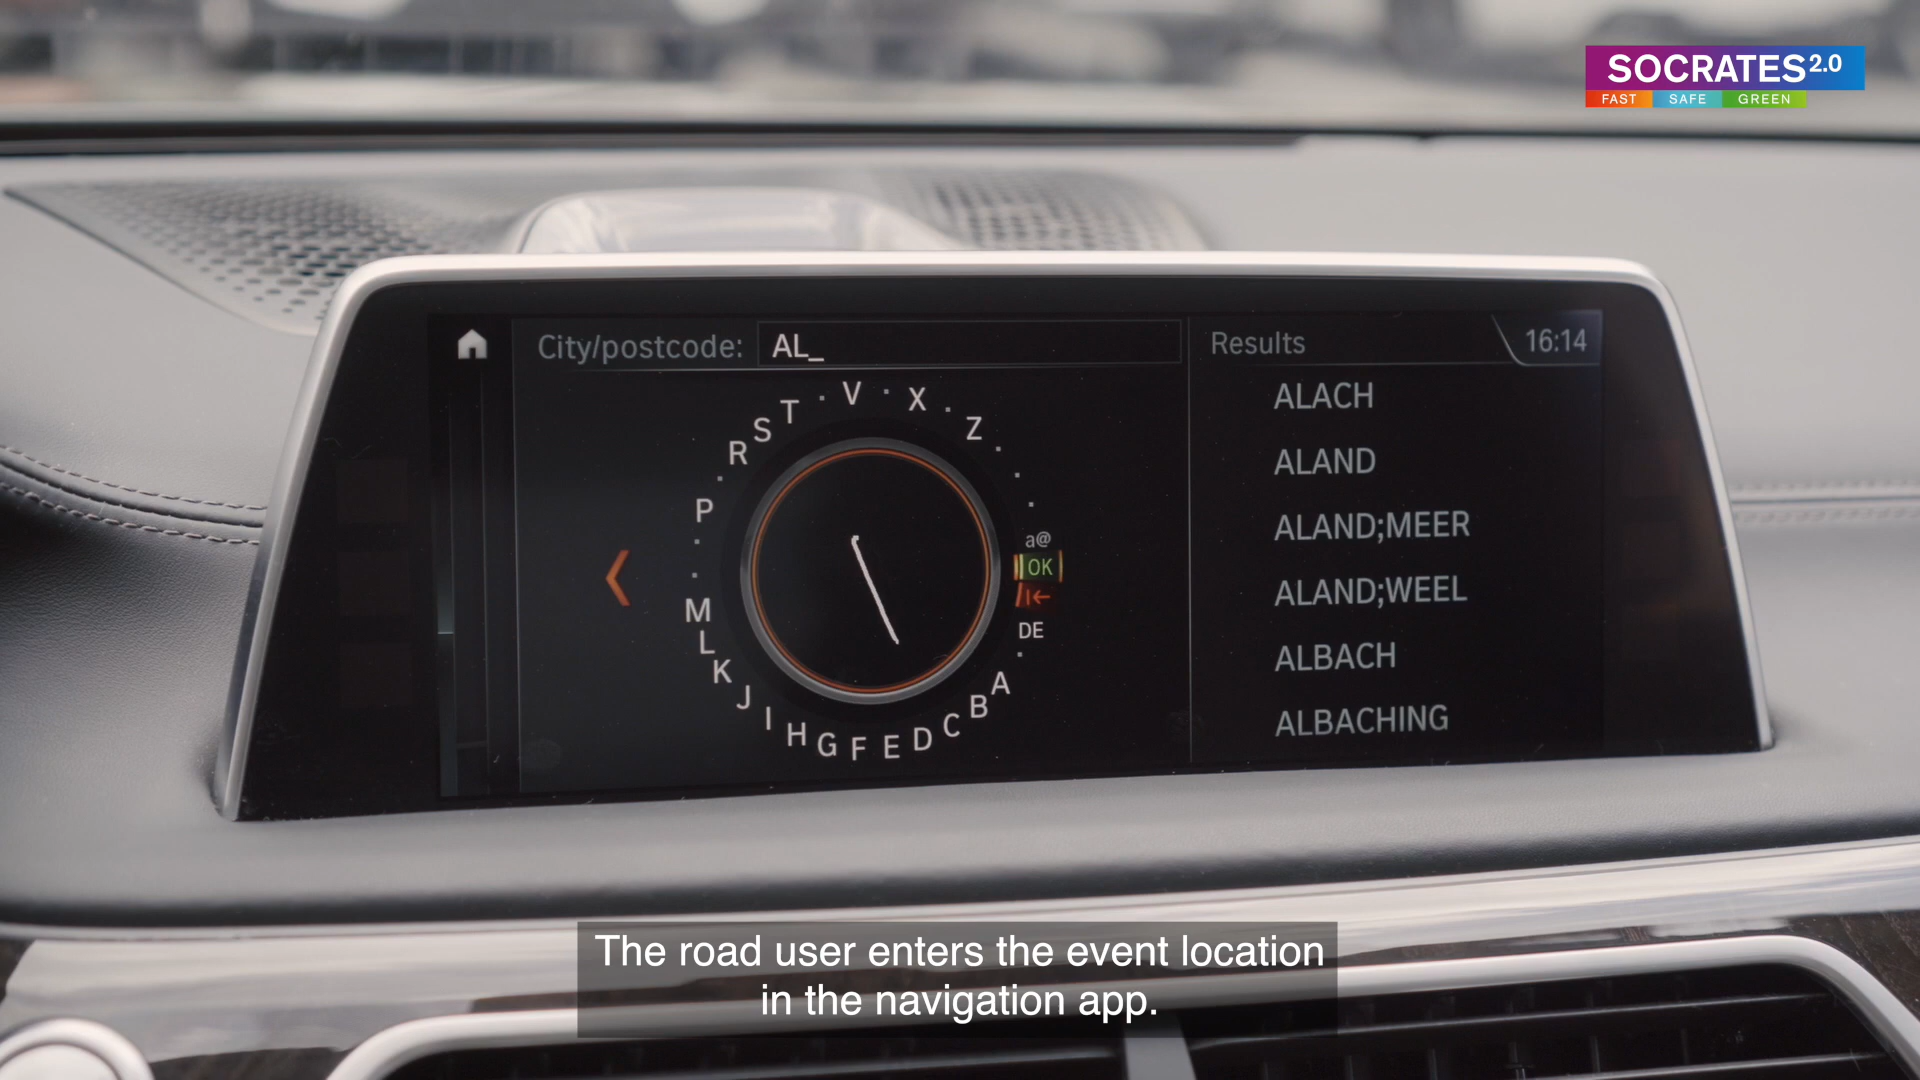 SOCRATES2.0
FAST SAFE GREEN
City/postcode: AL_
Results
16:14
ALACH
ALAND
ALAND;MEER
ALAND;WEEL
ALBACH
ALBACHING
V X Z
a@
OK
DE
A B C D E F G H I J K L M P R S T
The road user enters the event location
in the navigation app.